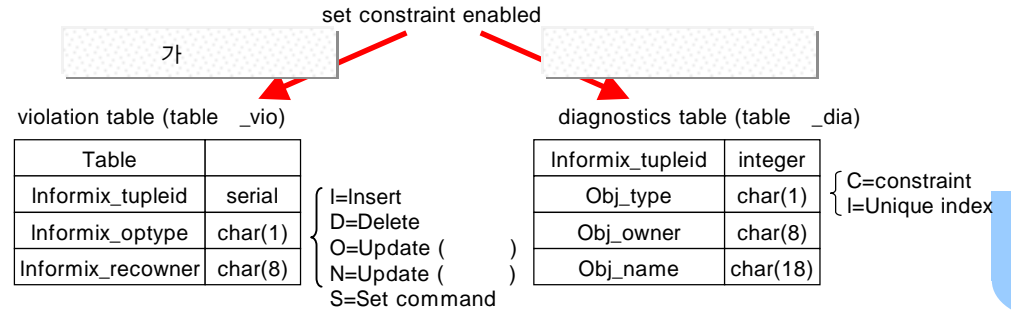 set constraint enabled
가
violation table (table _vio)
Table
Informix_tupleid serial
Informix_optype char(1)
Informix_recowner char(8)
I=Insert
D=Delete
O=Update ( )
N=Update ( )
S=Set command
diagnostics table (table _dia)
Informix_tupleid integer
Obj_type char(1)
Obj_owner char(8)
Obj_name char(18)
C=constraint
I=Unique index